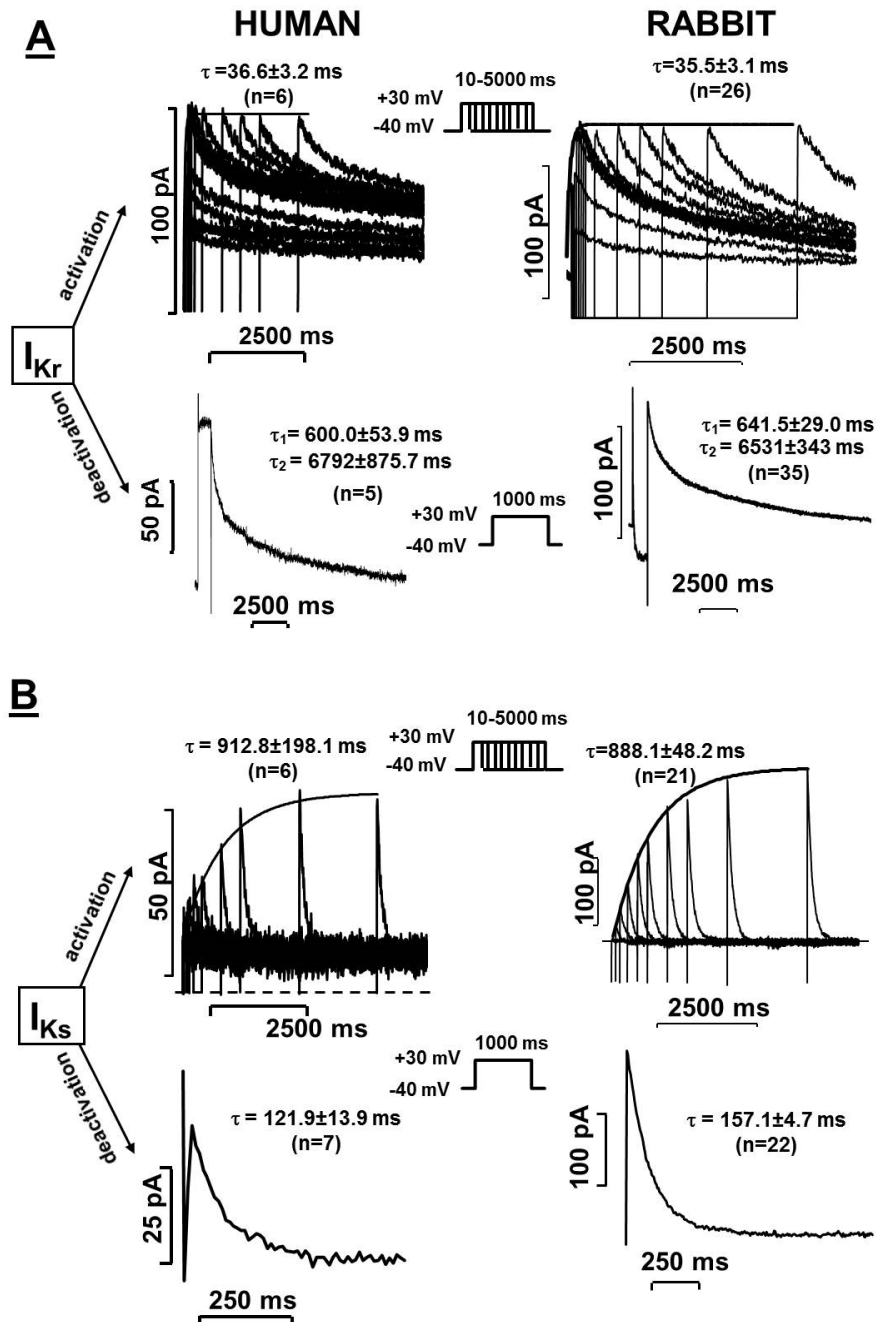 HUMAN
RABBIT
A
τ = 36.6±3.2 ms
(n=6)
10-5000 ms
+30 mV
-40 mV
τ=35.5±3.1 ms
(n=26)
100 pA
100 pA
activation
2500 ms
2500 ms
IKr
deactivation
τ1= 600.0±53.9 ms
τ2= 6792±875.7 ms
(n=5)
50 pA
1000 ms
+30 mV
-40 mV
τ1= 641.5±29.0 ms
τ2 = 6531±343 ms
(n=35)
100 pA
2500 ms
2500 ms
B
τ = 912.8±198.1 ms
(n=6)
10-5000 ms
+30 mV
-40 mV
τ=888.1±48.2 ms
(n=21)
50 pA
100 pA
activation
2500 ms
2500 ms
IKs
deactivation
τ = 121.9±13.9 ms
(n=7)
25 pA
1000 ms
+30 mV
-40 mV
τ = 157.1±4.7 ms
(n=22)
100 pA
250 ms
250 ms